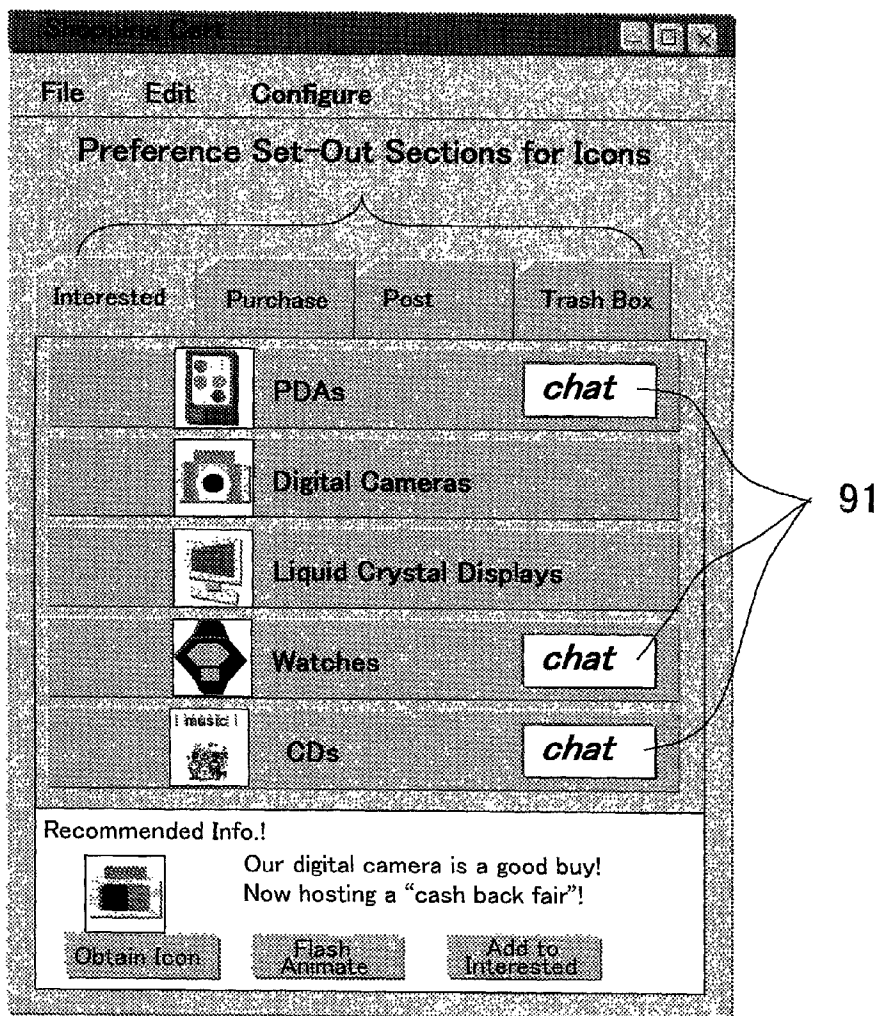 Shopping Cart
File Edit Configure
Preference Set-Out Sections for Icons
Interested Purchase Post Trash Box
PDAs chat
Digital Cameras
91
Liquid Crystal Displays
Watches chat
music
CDs chat
Recommended Info.!
Our digital camera is a good buy!
Now hosting a “cash back fair”!
Obtain Icon Flash Animate Add to Interested